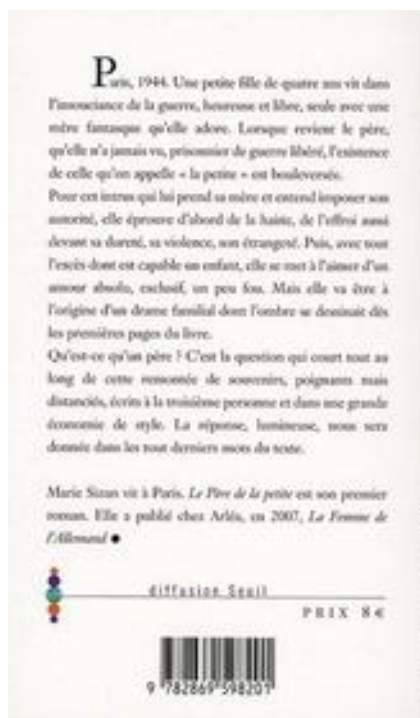 Paris, 1944. Une petite fille de quatre ans vit dans
l'insouciance de la guerre, heureuse et libre, seule avec une
mère fantasque qu'elle adore. Lorsque revient le père,
qu'elle n'a jamais vu, prisonnier de guerre libéré, l'existence
de celle qu'on appelle « la petite » est bouleversée.
Pour cet intrus qui lui prend sa mère et entend imposer son
autorité, elle éprouve d'abord de la haine, de l'effroi aussi
devant sa dureté, sa violence, son étrangeté. Puis, avec tout
l'excès dont est capable un enfant, elle se met à l'aimer d'un
amour absolu, exclusif, un peu fou. Mais elle va être à
l'origine d'un drame familial dont l'ombre se dessinait dès
les premières pages du livre.
Qu'est-ce qu'un père ? C'est la question qui court tout au
long de cette remontée de souvenirs, poignants mais
distanciés, écrits à la troisième personne et dans une grande
économie de style. La réponse, lumineuse, nous sera
donnée dans les tout derniers mots du texte.
Marie Sizun vit à Paris. Le Père de la petite est son premier
roman. Elle a publié chez Arléa, en 2007, La Femme de
l'Allemand ●
diffusion Seuil
PRIX 8€
9 782869 598201